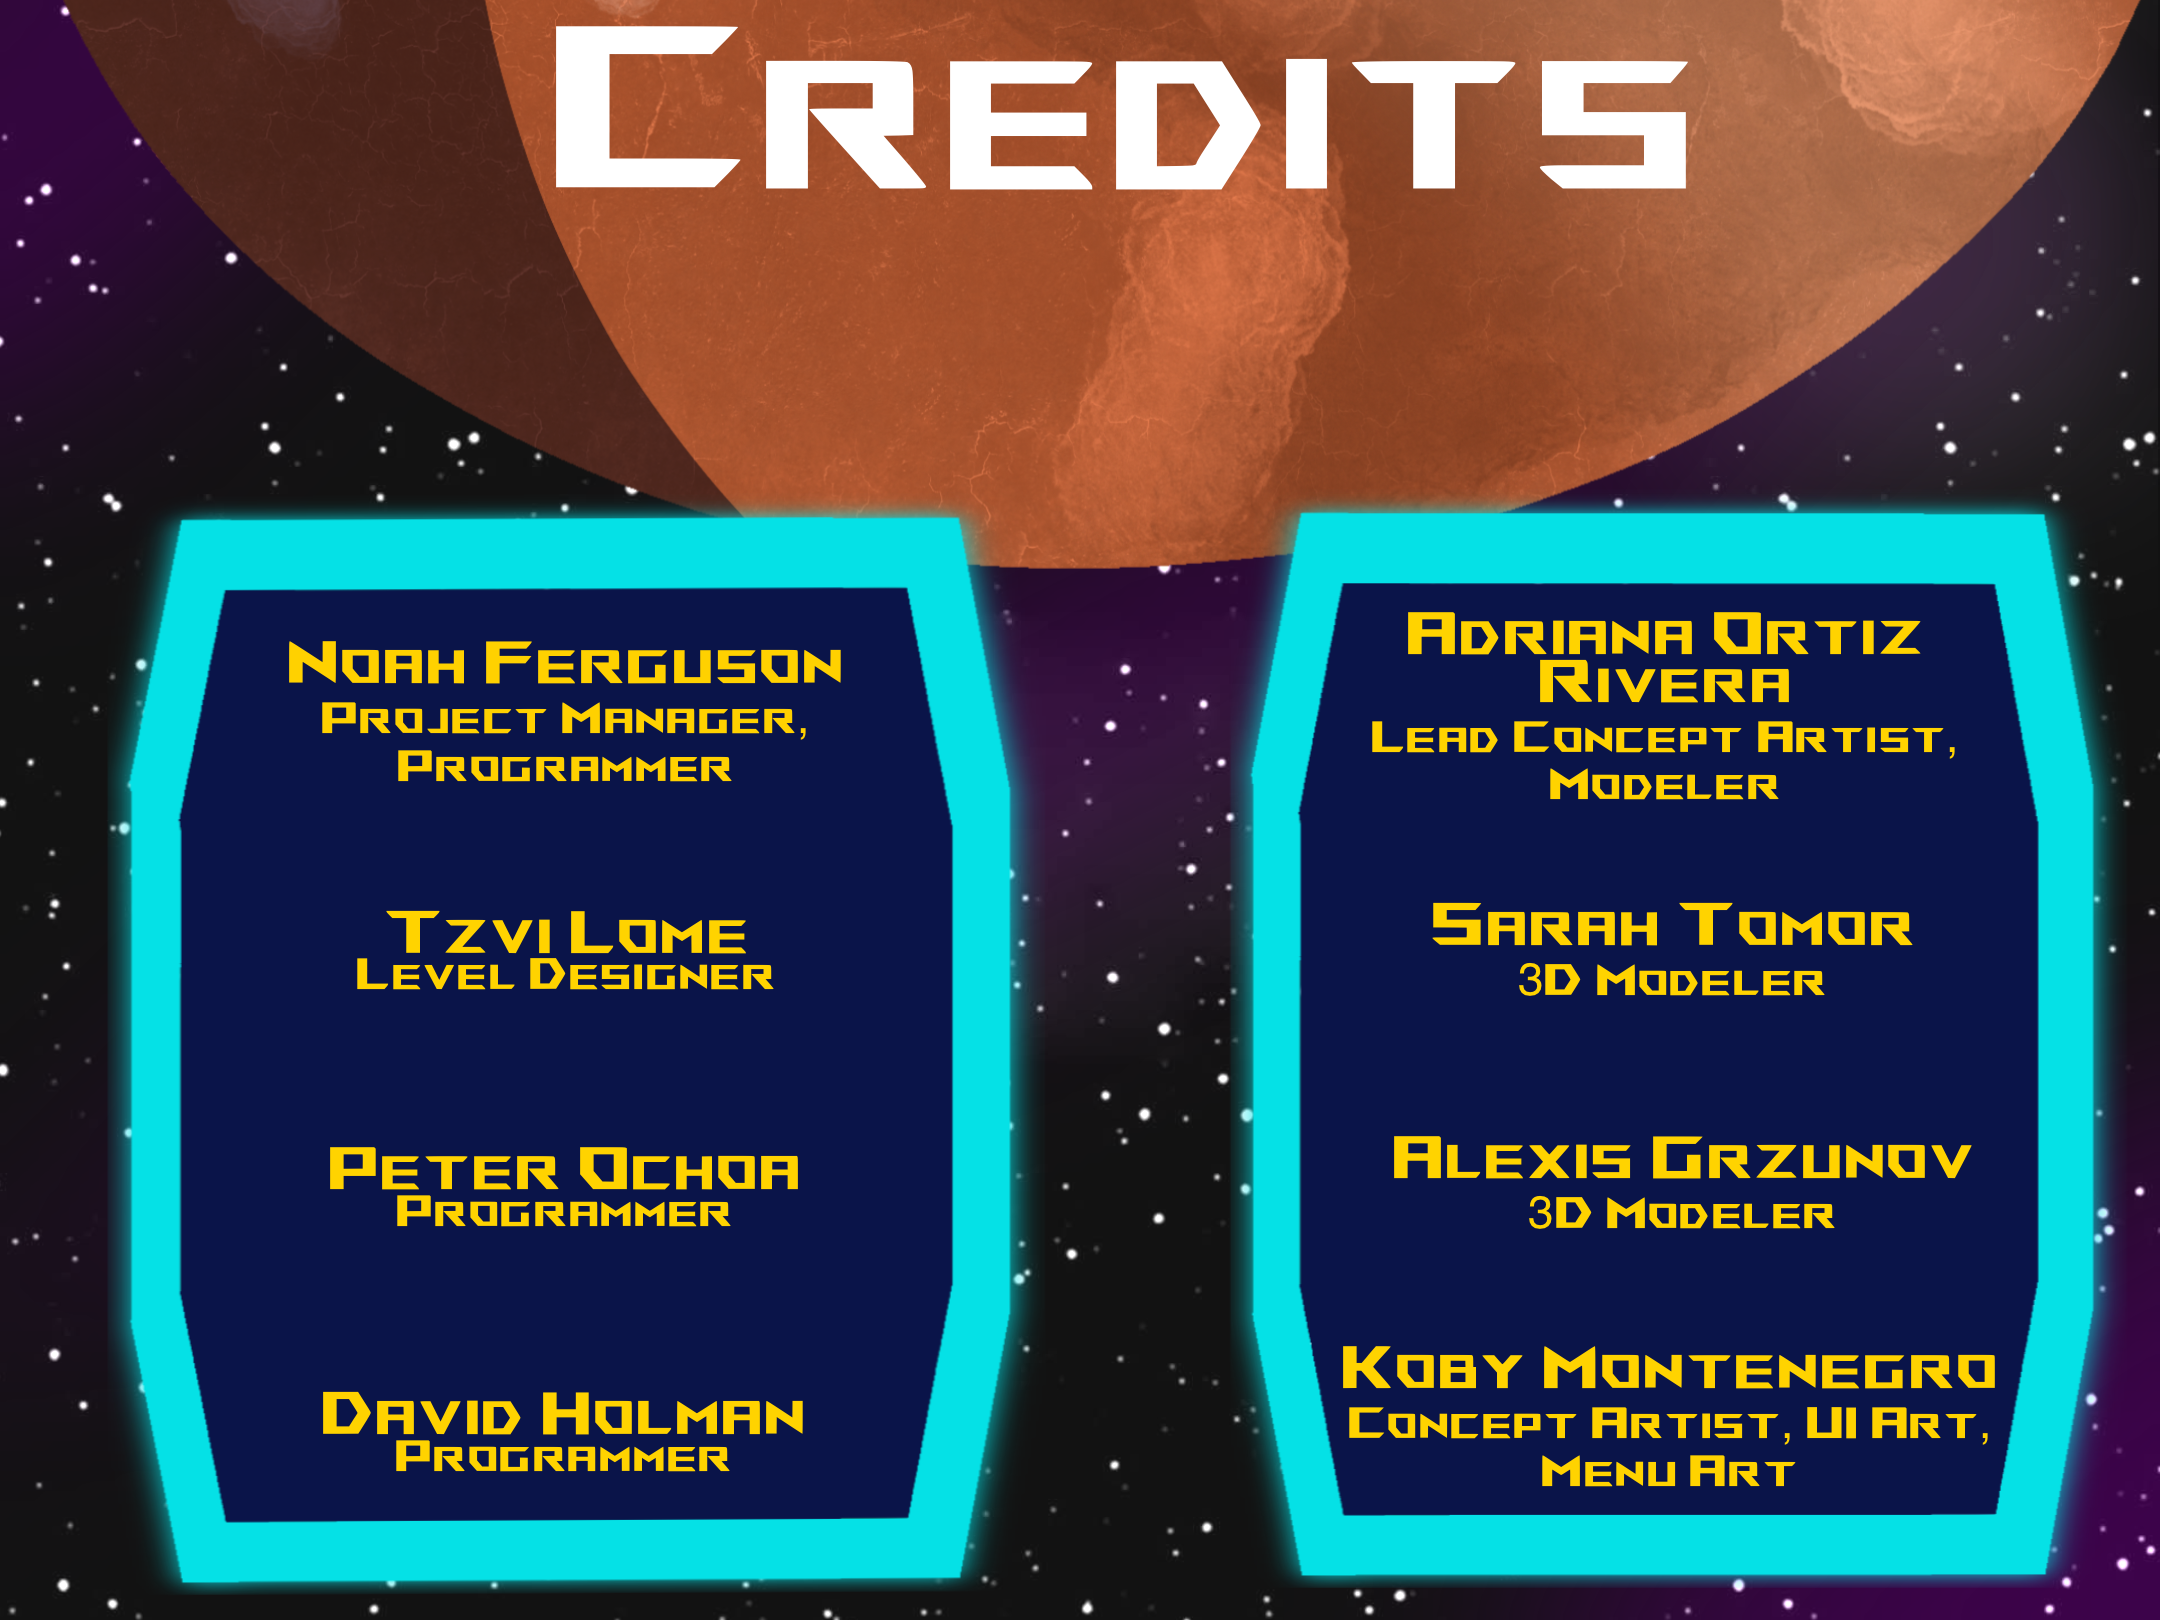 Credits
Noah Ferguson
Project Manager,
Programmer
Tzvi Lome
Level Designer
Peter Ochoa
Programmer
David Holman
Programmer
Adriana Ortiz
Rivera
Lead Concept Artist,
Modeler
Sarah Tomor
3D Modeler
Alexis Grzunov
3D Modeler
Koby Montenegro
Concept Artist, UI Art,
Menu Art